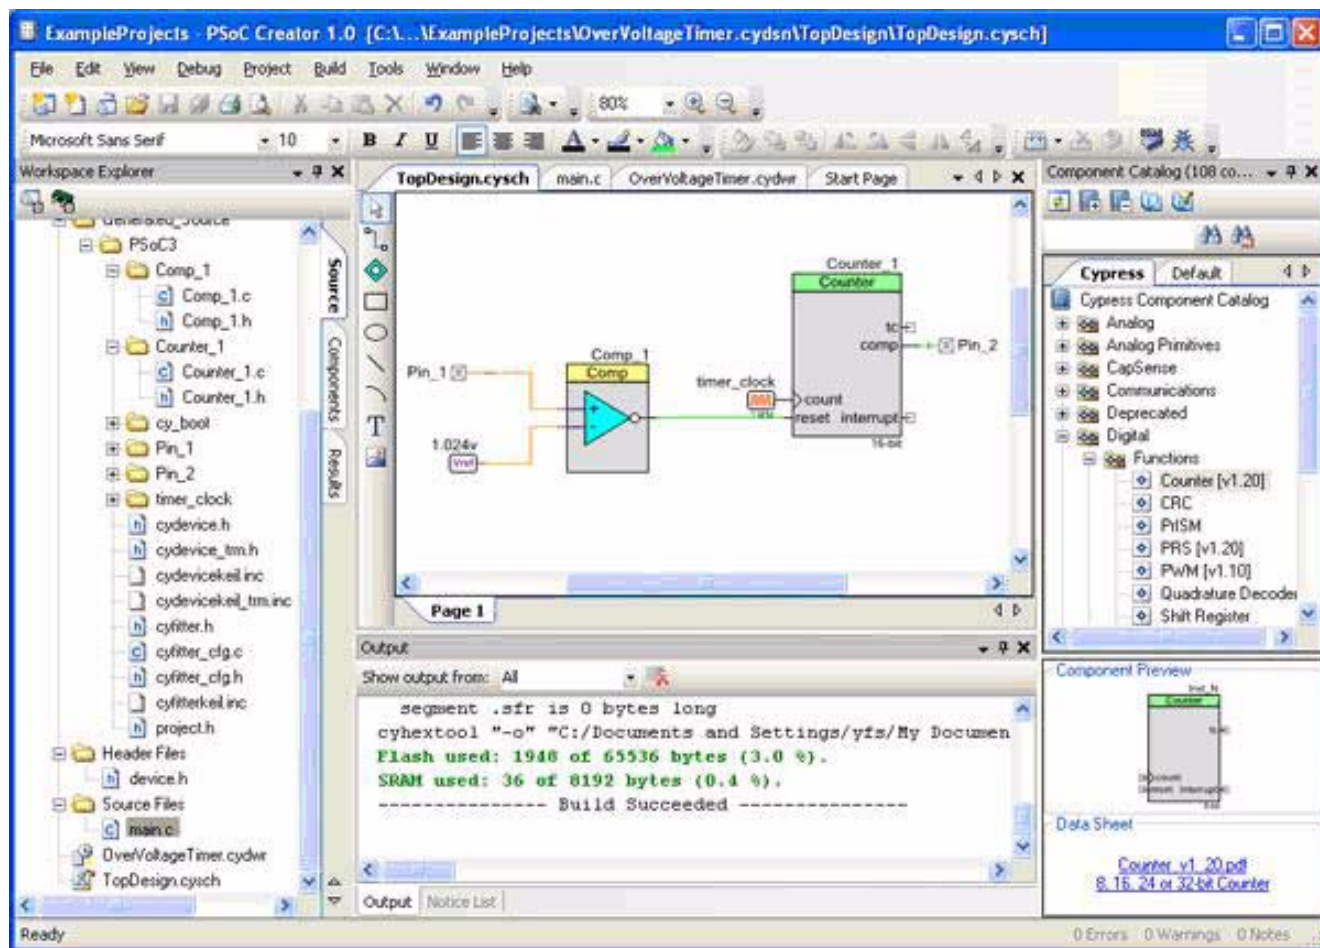 ExampleProjects - PSoC Creator 1.0 [C:\...\ExampleProjects\OverVoltageTimer.cydsn\TopDesign\TopDesign.cysch]
File Edit View Debug Project Build Tools Window Help
80%
Microsoft Sans Serif 10 B I U A
Workspace Explorer
Generated_Source
PSoC3
Comp_1
Comp_1.c
Comp_1.h
Counter_1
Counter_1.c
Counter_1.h
cy_boot
Pin_1
Pin_2
timer_clock
cydevice.h
cydevice_trm.h
cydevicekeil.inc
cydevicekeil_trm.inc
cyfitter.h
cyfitter_cfg.c
cyfitter_cfg.h
cyfitterkeil.inc
project.h
Header Files
device.h
Source Files
main.c
OverVoltageTimer.cydwr
TopDesign.cysch
Source
Components
Results
TopDesign.cysch main.c OverVoltageTimer.cydwr Start Page
T
Counter_1
Counter
tc
comp
Pin_2
count
reset interrupt
16-bit
timer_clock
Comp_1
Comp
Pin_1
1.024v
Vref
Page 1
Output
Show output from: All
segment .sfr is 0 bytes long
cyhextool "-o" "C:/Documents and Settings/yfs/My Documen
Flash used: 1948 of 65536 bytes (3.0 %).
SRAM used: 36 of 8192 bytes (0.4 %).
--------------- Build Succeeded ---------------
Output Notice List
Component Catalog (108 co...
Cypress Default
Cypress Component Catalog
Analog
Analog Primitives
CapSense
Communications
Deprecated
Digital
Functions
Counter [v1.20]
CRC
PrISM
PRS [v1.20]
PWM [v1.10]
Quadrature Decoder
Shift Register
Component Preview
Counter
count
interrupt
Data Sheet
Counter_v1_20.pdf
8, 16, 24 or 32-bit Counter
Ready
0 Errors 0 Warnings 0 Notes